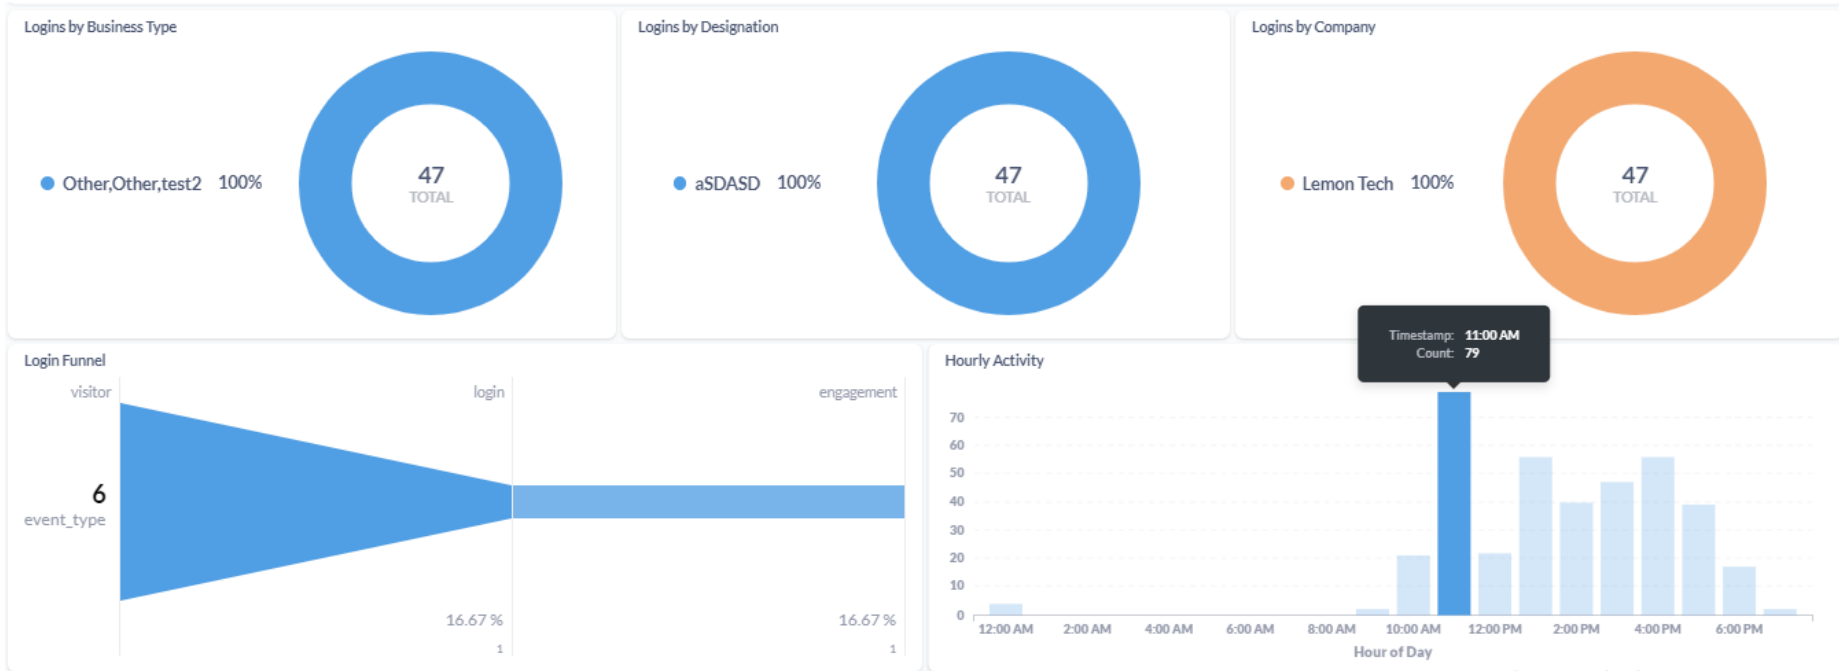 Logins by Business Type
Other,Other,test2 100%
47
TOTAL
Logins by Designation
aSDASD 100%
47
TOTAL
Logins by Company
Lemon Tech 100%
47
TOTAL
Login Funnel
visitor login engagement
6
event_type
16.67 % 16.67 %
1 1
Hourly Activity
Timestamp: 11:00 AM
Count: 79
70
60
50
40
30
20
10
0
12:00 AM 2:00 AM 4:00 AM 6:00 AM 8:00 AM 10:00 AM 12:00 PM 2:00 PM 4:00 PM 6:00 PM
Hour of Day